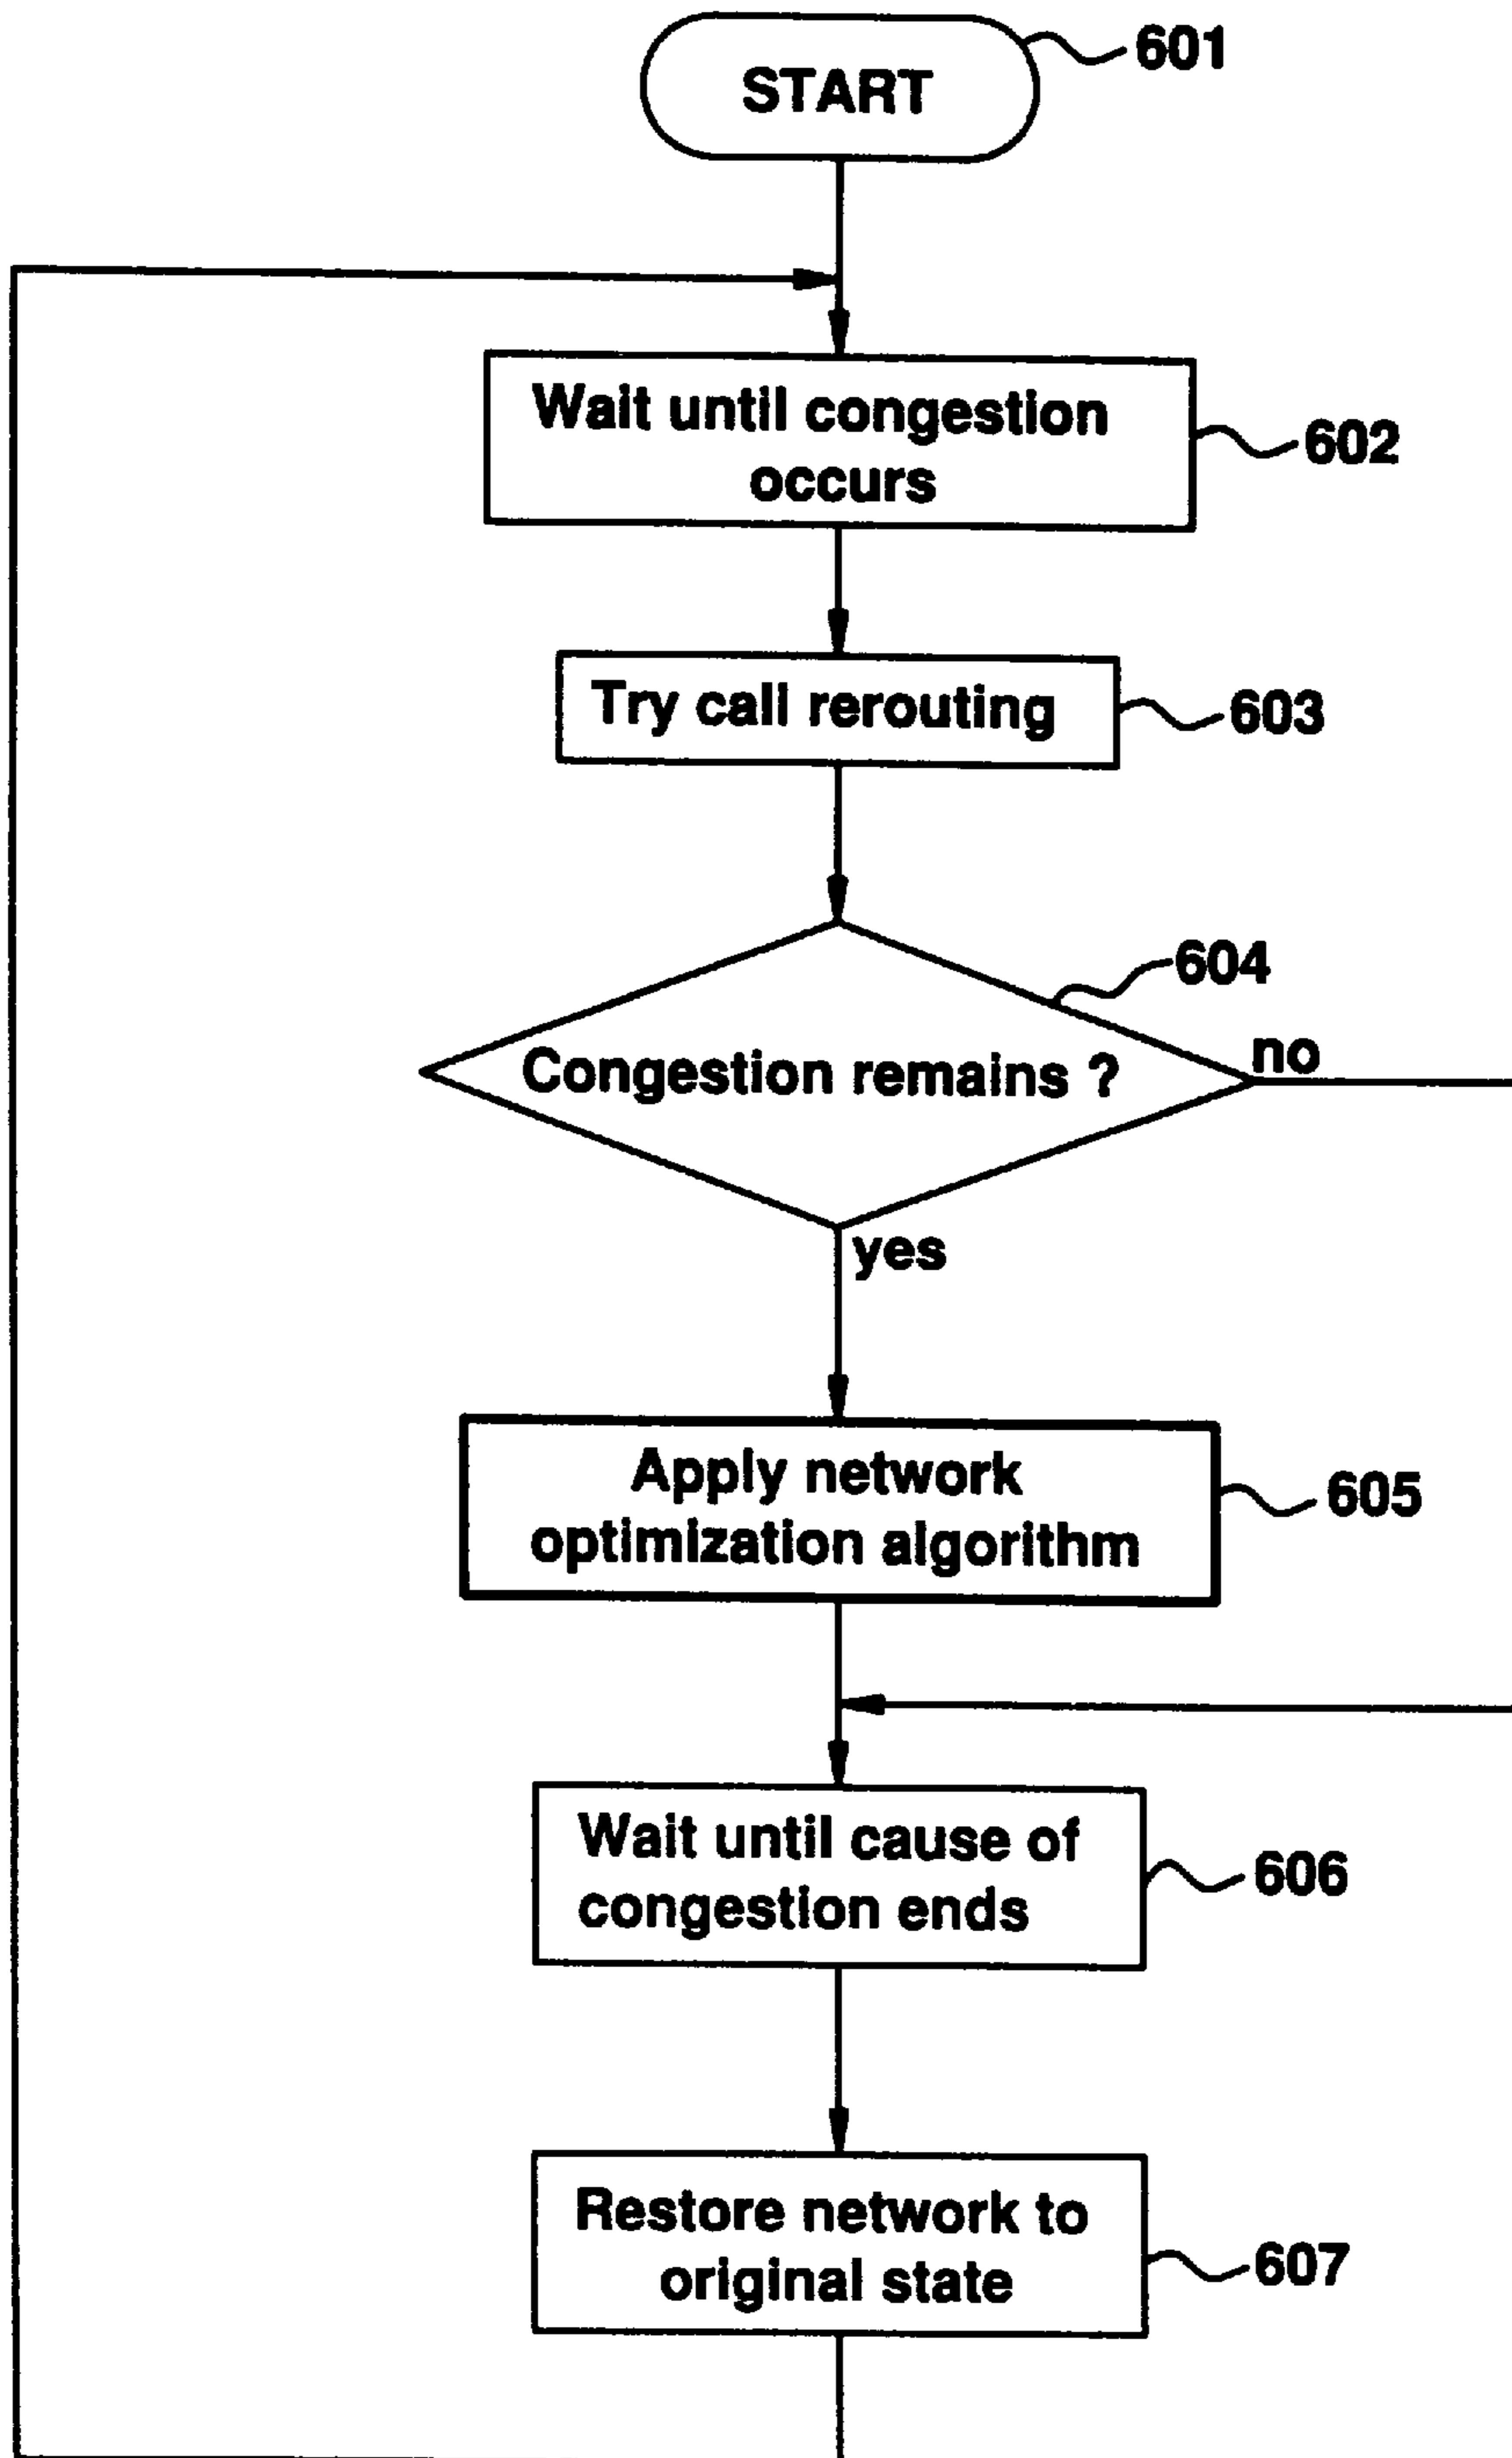 START
601
Wait until congestion
occurs
602
Try call rerouting
603
604
Congestion remains ?
no
yes
Apply network
optimization algorithm
605
Wait until cause of
congestion ends
606
Restore network to
original state
607